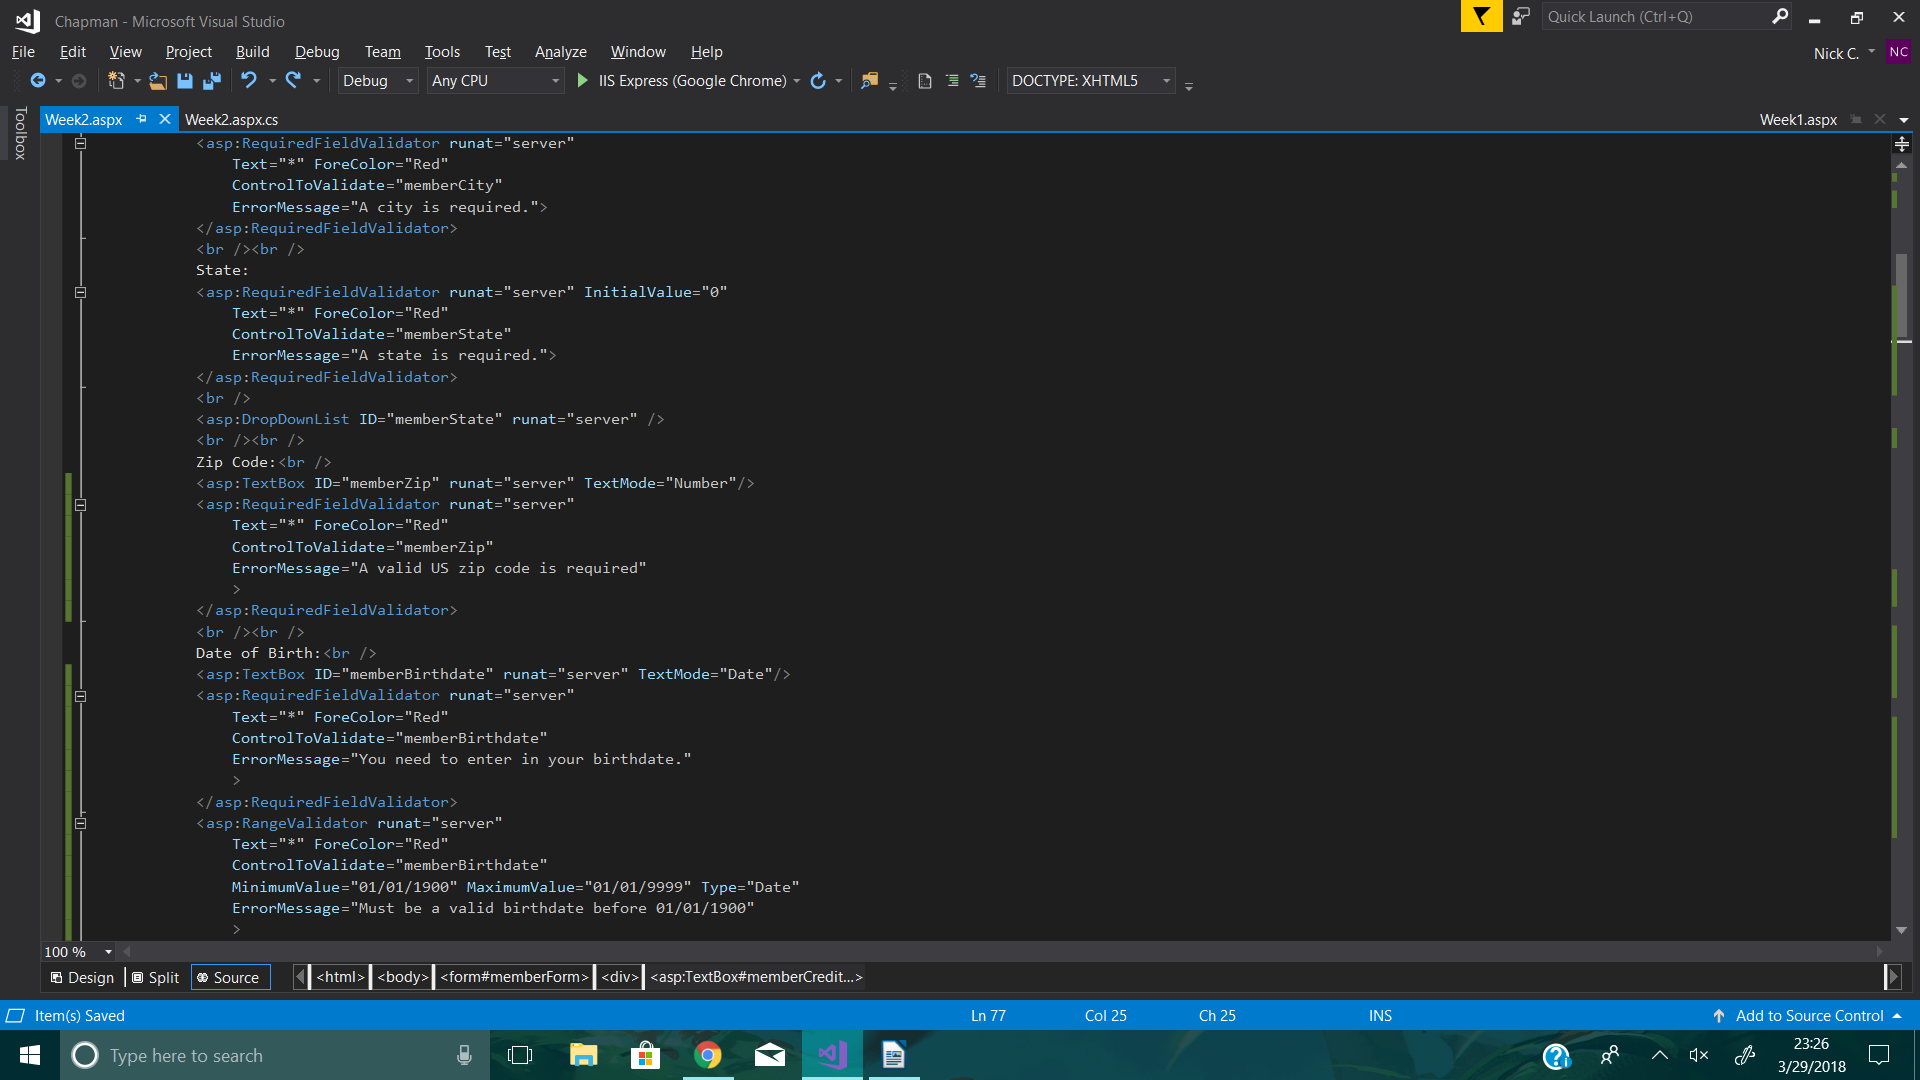 Chapman - Microsoft Visual Studio
Quick Launch (Ctrl+Q)
File Edit View Project Build Debug Team Tools Test Analyze Window Help
Nick C. NC
Debug Any CPU IIS Express (Google Chrome) DOCTYPE: XHTML5
Toolbox
Week2.aspx Week2.aspx.cs Week1.aspx
<asp:RequiredFieldValidator runat="server"
Text="*" ForeColor="Red"
ControlToValidate="memberCity"
ErrorMessage="A city is required.">
</asp:RequiredFieldValidator>
<br /><br />
State:
<asp:RequiredFieldValidator runat="server" InitialValue="0"
Text="*" ForeColor="Red"
ControlToValidate="memberState"
ErrorMessage="A state is required.">
</asp:RequiredFieldValidator>
<br />
<asp:DropDownList ID="memberState" runat="server" />
<br /><br />
Zip Code:<br />
<asp:TextBox ID="memberZip" runat="server" TextMode="Number"/>
<asp:RequiredFieldValidator runat="server"
Text="*" ForeColor="Red"
ControlToValidate="memberZip"
ErrorMessage="A valid US zip code is required"
>
</asp:RequiredFieldValidator>
<br /><br />
Date of Birth:<br />
<asp:TextBox ID="memberBirthdate" runat="server" TextMode="Date"/>
<asp:RequiredFieldValidator runat="server"
Text="*" ForeColor="Red"
ControlToValidate="memberBirthdate"
ErrorMessage="You need to enter in your birthdate."
>
</asp:RequiredFieldValidator>
<asp:RangeValidator runat="server"
Text="*" ForeColor="Red"
ControlToValidate="memberBirthdate"
MinimumValue="01/01/1900" MaximumValue="01/01/9999" Type="Date"
ErrorMessage="Must be a valid birthdate before 01/01/1900"
>
100 %
Design Split Source <html> <body> <form#memberForm> <div> <asp:TextBox#memberCredit...>
Item(s) Saved Ln 77 Col 25 Ch 25 INS Add to Source Control
Type here to search
23:26
3/29/2018